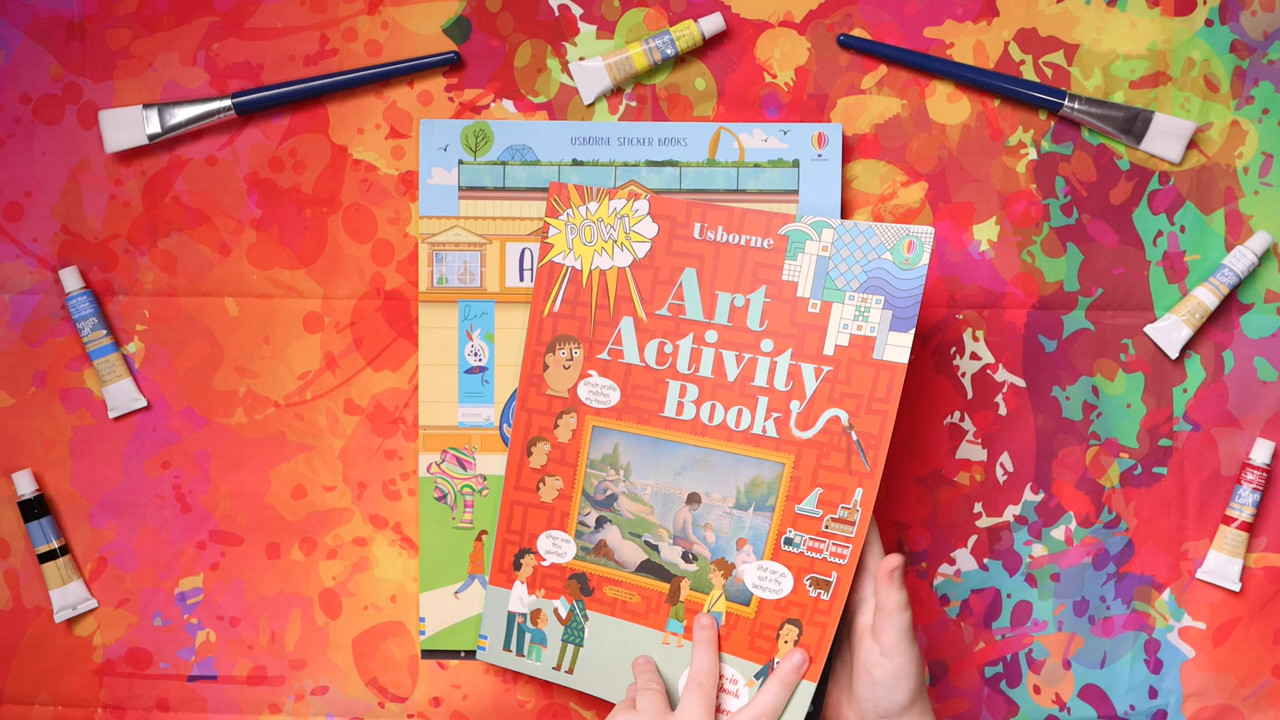 USBORNE STICKER BOOKS
USBORNE
A
POW!
Usborne
Art
Activity
Book
Which profile
matches
my head?
When was
this
painted?
What can you
spot in the
background?